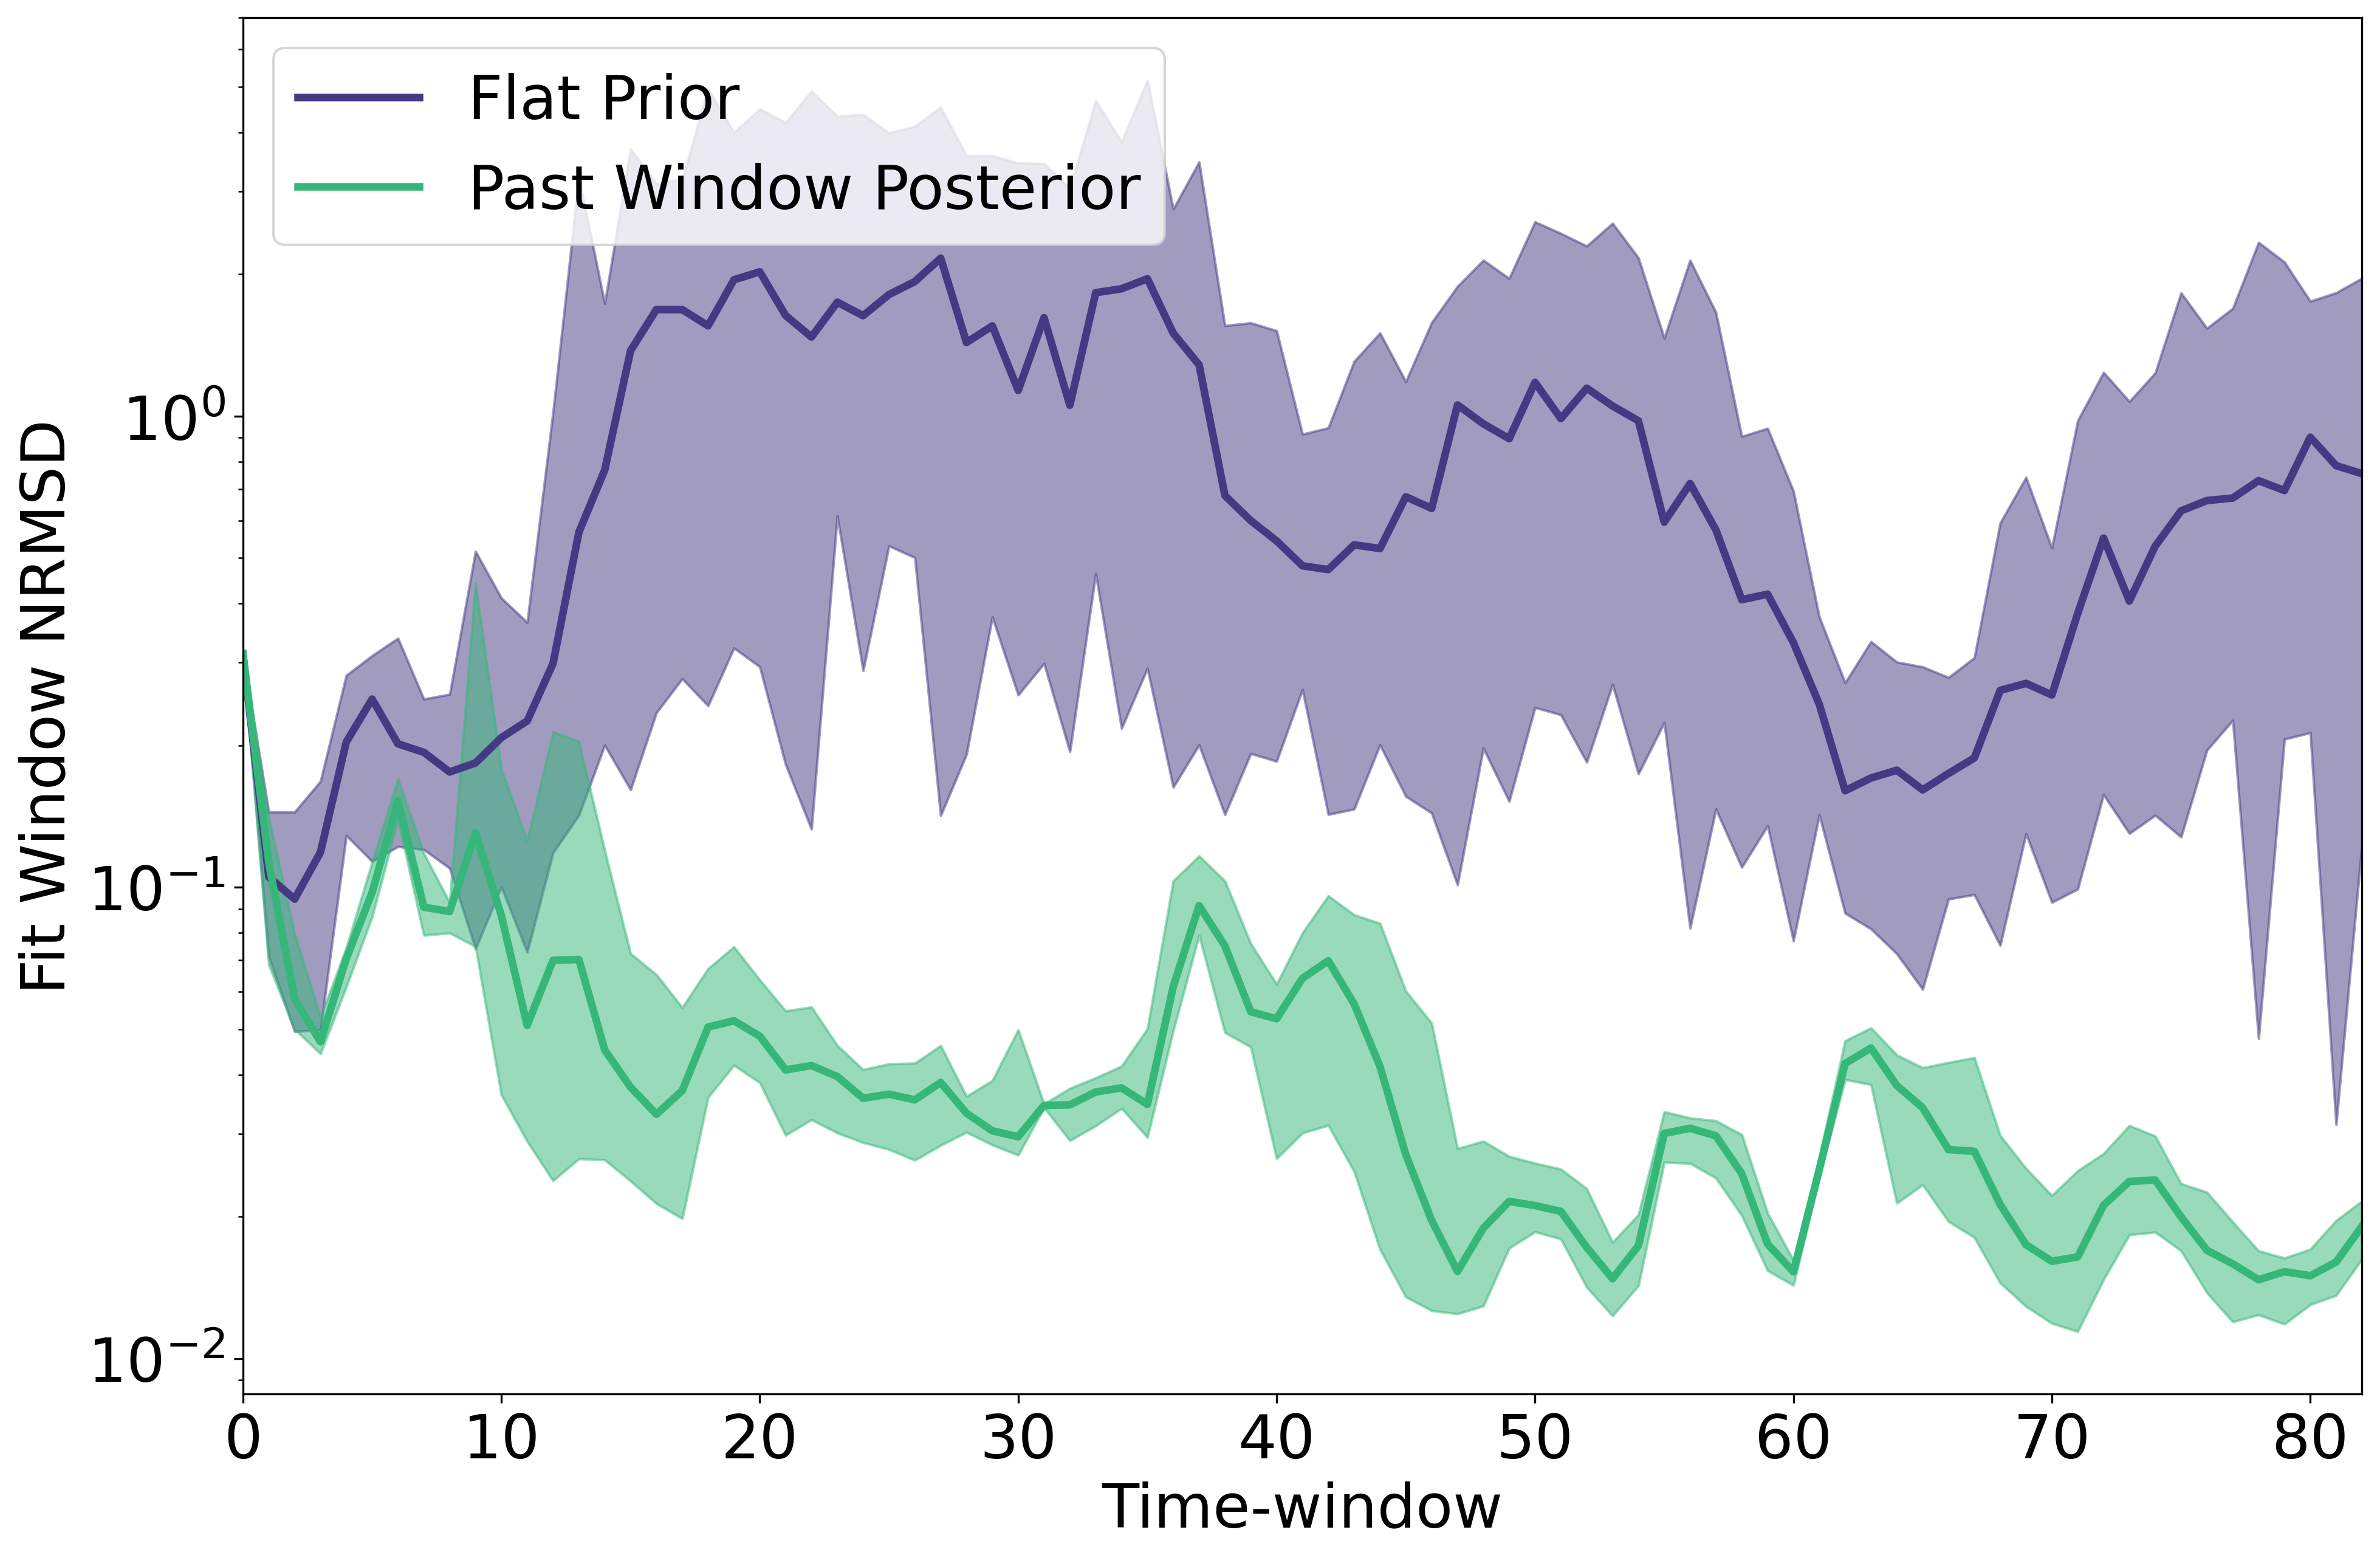 Flat Prior
Past Window Posterior
Fit Window NRMSD
10⁰
10⁻¹
10⁻²
0 10 20 30 40 50 60 70 80
Time-window